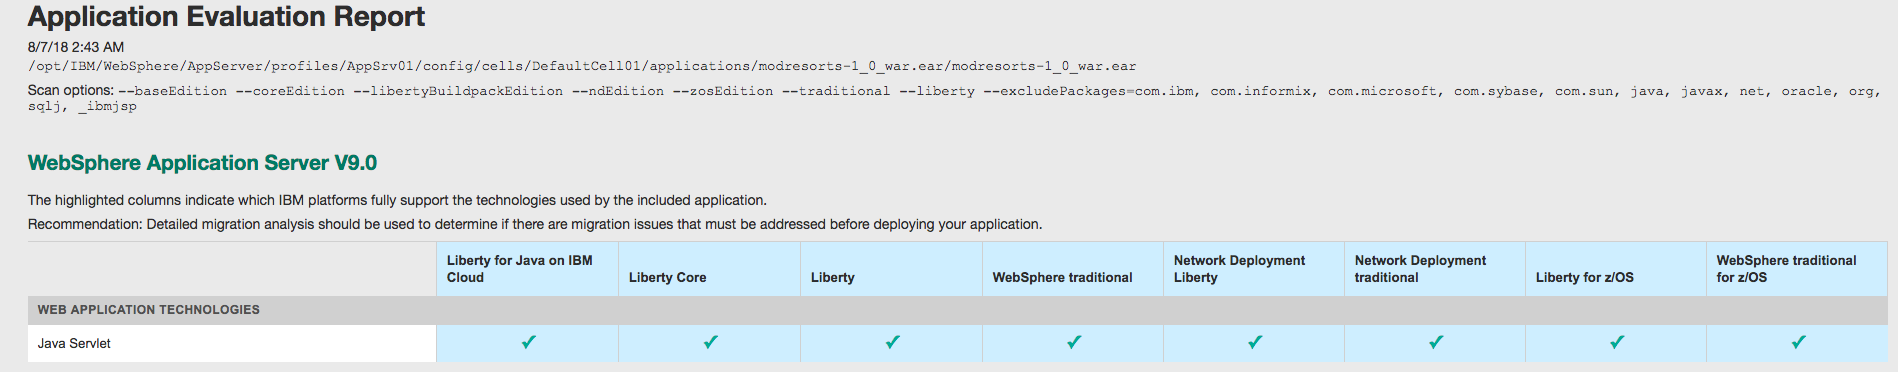 Application Evaluation Report
8/7/18 2:43 AM
/opt/IBM/WebSphere/AppServer/profiles/AppSrv01/config/cells/DefaultCell01/applications/modresorts-1_0_war.ear/modresorts-1_0_war.ear
Scan options: --baseEdition --coreEdition --libertyBuildpackEdition --ndEdition --zosEdition --traditional --liberty --excludePackages=com.ibm, com.informix, com.microsoft, com.sybase, com.sun, java, javax, net, oracle, org,
sqlj, _ibmjsp
WebSphere Application Server V9.0
The highlighted columns indicate which IBM platforms fully support the technologies used by the included application.
Recommendation: Detailed migration analysis should be used to determine if there are migration issues that must be addressed before deploying your application.
Liberty for Java on IBM Cloud
Liberty Core
Liberty
WebSphere traditional
Network Deployment Liberty
Network Deployment traditional
Liberty for z/OS
WebSphere traditional for z/OS
WEB APPLICATION TECHNOLOGIES
Java Servlet ✓ ✓ ✓ ✓ ✓ ✓ ✓ ✓